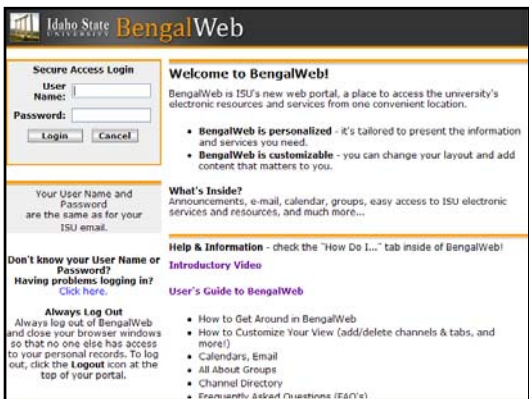 Idaho State
UNIVERSITY
BengalWeb
Secure Access Login
User
Name:
Password:
Login Cancel
Your User Name and
Password
are the same as for your
ISU email.
Don't know your User Name or
Password?
Having problems logging in?
Click here.
Always Log Out
Always log out of BengalWeb
and close your browser windows
so that no one else has access
to your personal records. To log
out, click the Logout icon at the
top of your portal.
Welcome to BengalWeb!
BengalWeb is ISU's new web portal, a place to access the university's
electronic resources and services from one convenient location.
• BengalWeb is personalized - it's tailored to present the information
and services you need.
• BengalWeb is customizable - you can change your layout and add
content that matters to you.
What's Inside?
Announcements, e-mail, calendar, groups, easy access to ISU electronic
services and resources, and much more...
Help & Information - check the "How Do I..." tab inside of BengalWeb!
Introductory Video
User's Guide to BengalWeb
• How to Get Around in BengalWeb
• How to Customize Your View (add/delete channels & tabs, and
more!)
• Calendars, Email
• All About Groups
• Channel Directory
• Frequently Asked Questions (FAQ's)